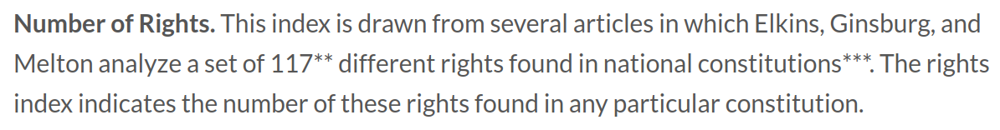 Number of Rights. This index is drawn from several articles in which Elkins, Ginsburg, and
Melton analyze a set of 117** different rights found in national constitutions***. The rights
index indicates the number of these rights found in any particular constitution.